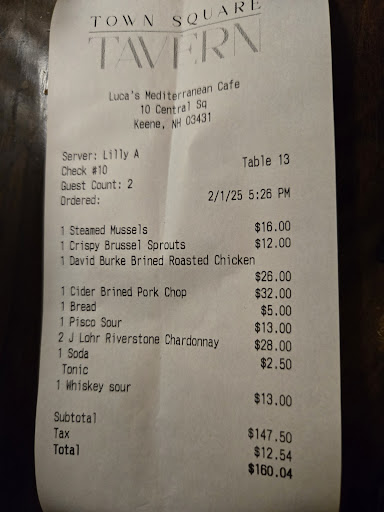 TOWN SQUARE
TAVERN
Luca's Mediterranean Cafe
10 Central Sq
Keene, NH 03431
Server: Lilly A
Table 13
Check #10
Guest Count: 2
Ordered:
2/1/25 5:26 PM
1 Steamed Mussels $16.00
1 Crispy Brussel Sprouts $12.00
1 David Burke Brined Roasted Chicken
$26.00
1 Cider Brined Pork Chop $32.00
1 Bread $5.00
1 Pisco Sour $13.00
2 J Lohr Riverstone Chardonnay $28.00
1 Soda $2.50
Tonic
1 Whiskey sour
$13.00
Subtotal $147.50
Tax $12.54
Total $160.04